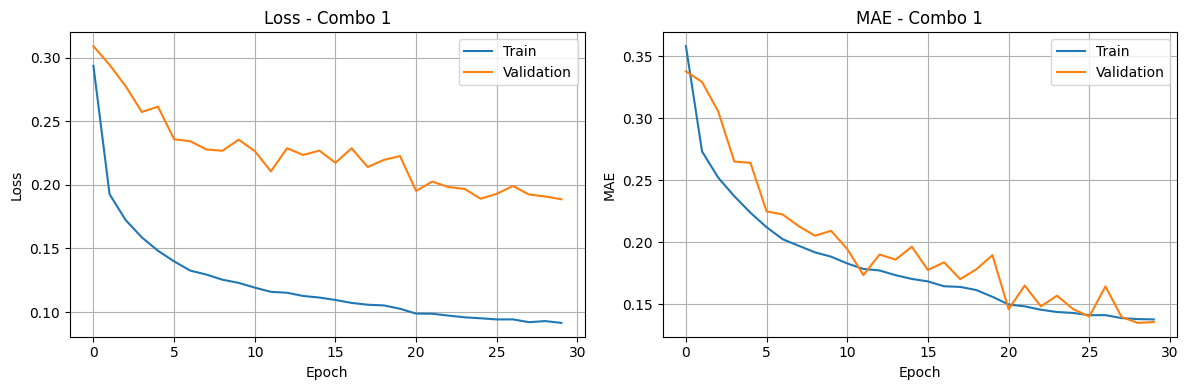 Loss - Combo 1
Train
Validation
0.30
0.25
0.20
0.15
0.10
Loss
0 5 10 15 20 25 30
Epoch
MAE - Combo 1
Train
Validation
0.35
0.30
0.25
0.20
0.15
MAE
0 5 10 15 20 25 30
Epoch